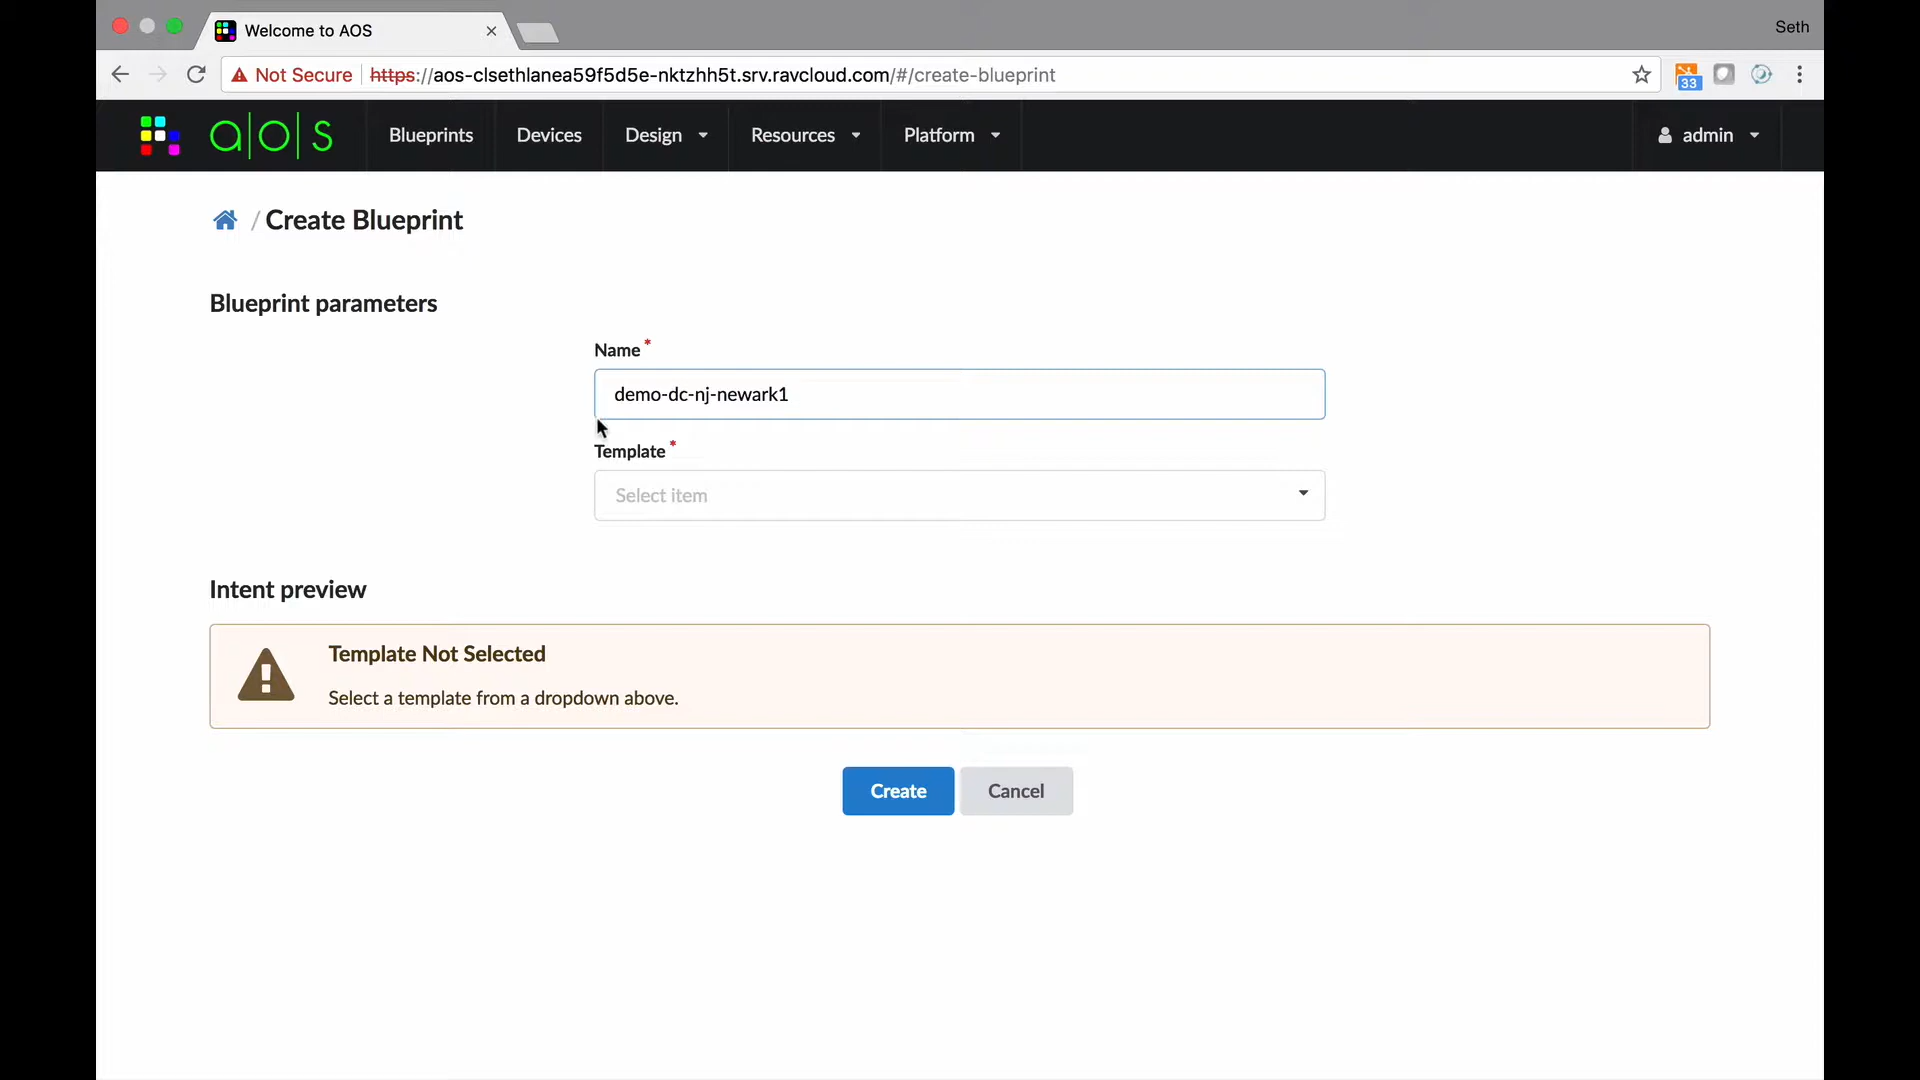 Welcome to AOS
Seth
Not Secure https://aos-clsethlanea59f5d5e-nktzhh5t.srv.ravcloud.com/#/create-blueprint
33
a|o|s Blueprints Devices Design Resources Platform admin
/ Create Blueprint
Blueprint parameters
Name *
demo-dc-nj-newark1
Template *
Select item
Intent preview
Template Not Selected
Select a template from a dropdown above.
Create Cancel